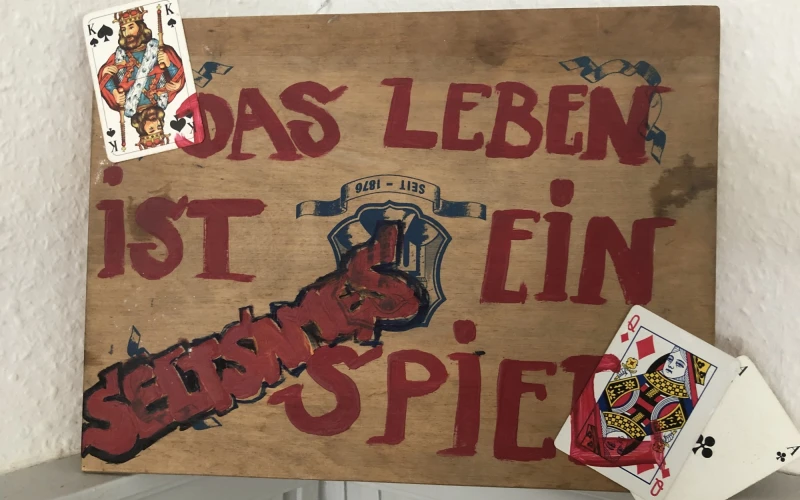 K K
DAS LEBEN
K
SEIT - 1876
iST EiN
SELTSAMES
SPiEL
Q
A
Q
A